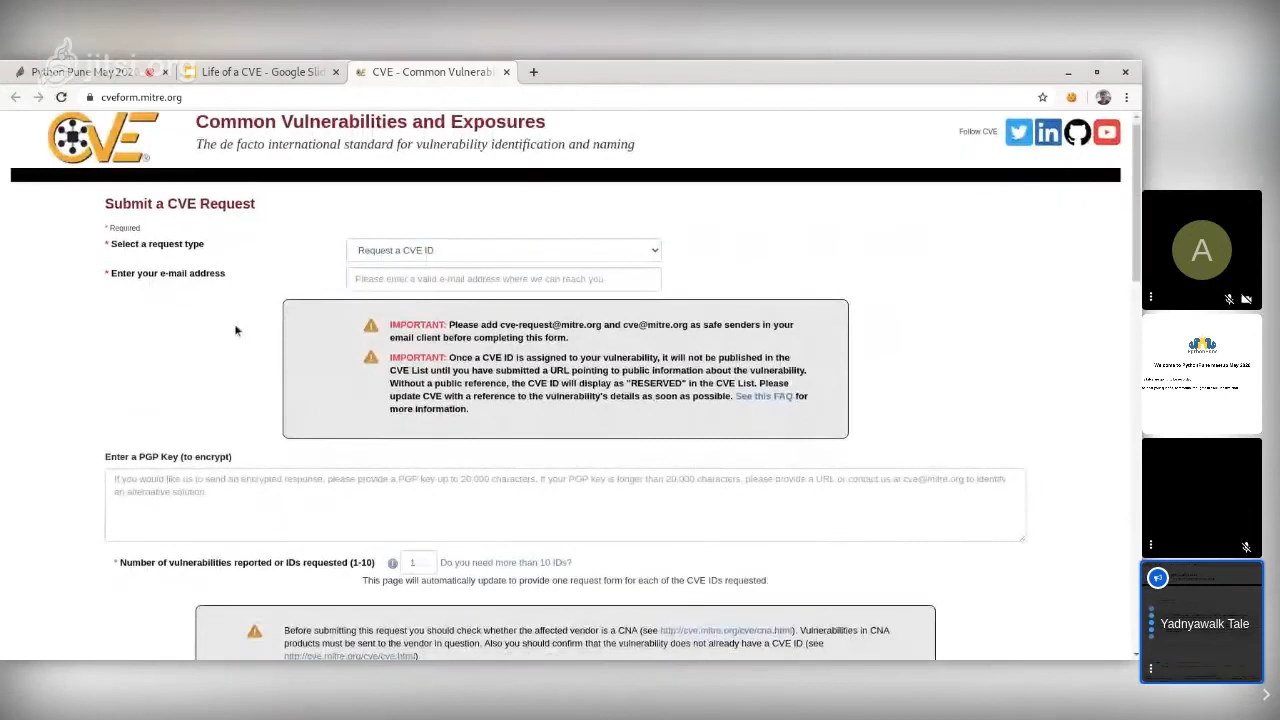 jitsi.org
Python Pune May 202
Life of a CVE - Google Slid
CVE - Common Vulnerabi
cveform.mitre.org
CVE
Common Vulnerabilities and Exposures
The de facto international standard for vulnerability identification and naming
Follow CVE
Submit a CVE Request
* Required
* Select a request type
Request a CVE ID
* Enter your e-mail address
Please enter a valid e-mail address where we can reach you
IMPORTANT: Please add cve-request@mitre.org and cve@mitre.org as safe senders in your
email client before completing this form.
IMPORTANT: Once a CVE ID is assigned to your vulnerability, it will not be published in the
CVE List until you have submitted a URL pointing to public information about the vulnerability.
Without a public reference, the CVE ID will display as "RESERVED" in the CVE List. Please
update CVE with a reference to the vulnerability's details as soon as possible. See this FAQ for
more information.
Enter a PGP Key (to encrypt)
If you would like us to send an encrypted response, please provide a PGP key up to 20,000 characters. If your PGP key is longer than 20,000 characters, please provide a URL or contact us at cve@mitre.org to identify
an alternative solution.
* Number of vulnerabilities reported or IDs requested (1-10)
1
Do you need more than 10 IDs?
This page will automatically update to provide one request form for each of the CVE IDs requested.
Before submitting this request you should check whether the affected vendor is a CNA (see http://cve.mitre.org/cve/cna.html). Vulnerabilities in CNA
products must be sent to the vendor in question. Also you should confirm that the vulnerability does not already have a CVE ID (see
http://cve.mitre.org/cve/cve.html).
A
PythonPune
Welcome to PythonPune meetup May 2020
Yadnyawalk Tale